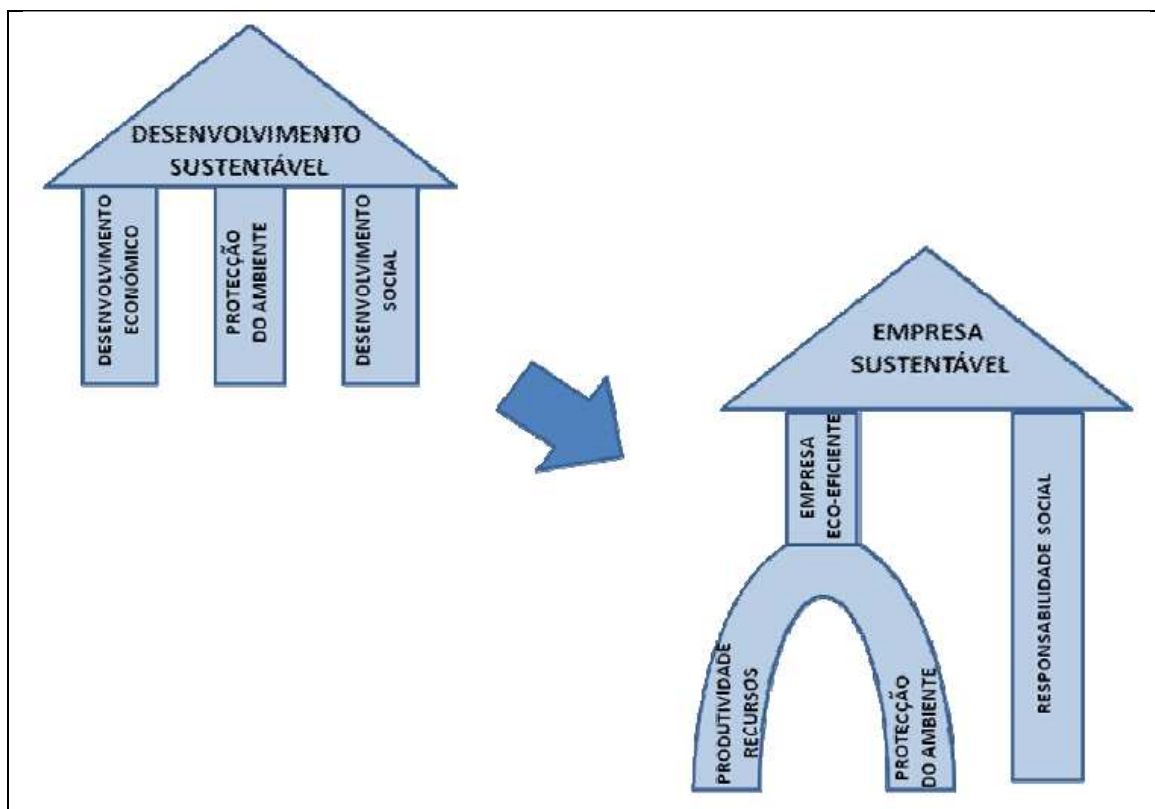 DESENVOLVIMENTO
SUSTENTÁVEL
DESENVOLVIMENTO
ECONÓMICO
PROTECÇÃO
DO AMBIENTE
DESENVOLVIMENTO
SOCIAL
EMPRESA
SUSTENTÁVEL
EMPRESA
ECO-EFICIENTE
PRODUTIVIDADE
RECURSOS
PROTECÇÃO
DO AMBIENTE
RESPONSABILIDADE SOCIAL